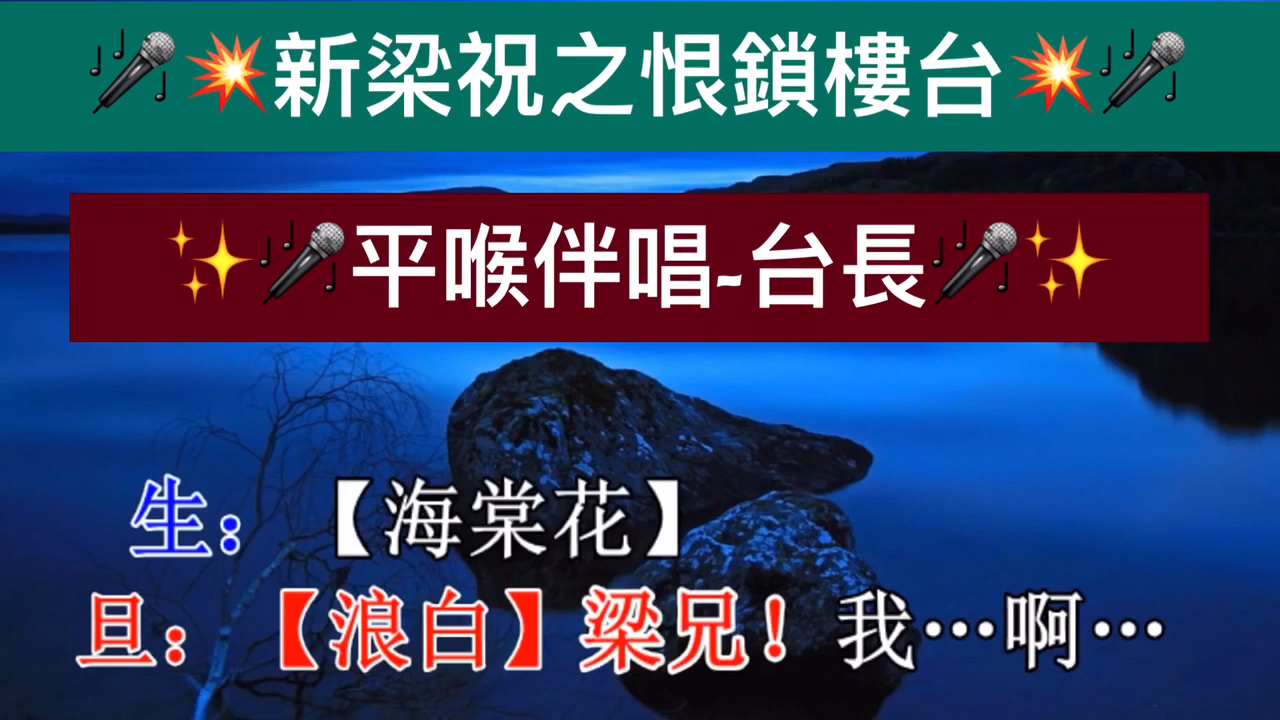 🎤💥新梁祝之恨鎖樓台💥🎤
✨🎤平喉伴唱~台長🎤✨
生：【海棠花】
旦：【浪白】梁兄！我…啊…